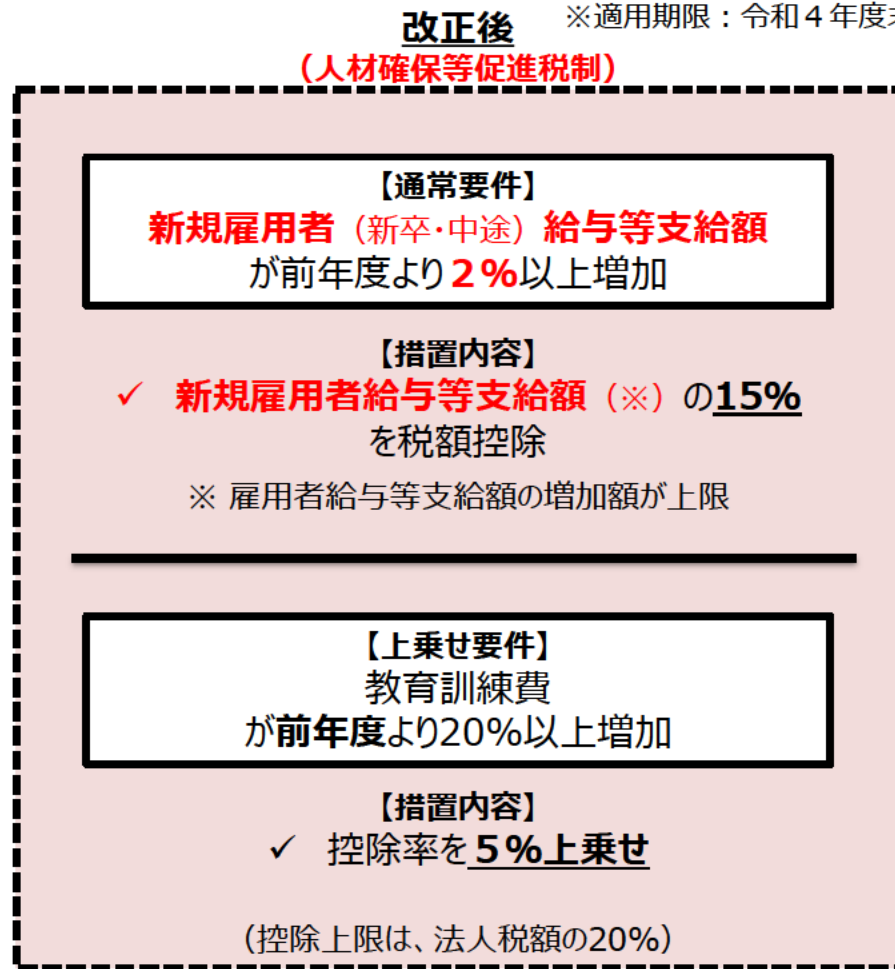 改正後
※適用期限：令和４年度末
（人材確保等促進税制）
【通常要件】
新規雇用者（新卒・中途）給与等支給額
が前年度より２%以上増加
【措置内容】
✓ 新規雇用者給与等支給額（※）の15%
を税額控除
※ 雇用者給与等支給額の増加額が上限
【上乗せ要件】
教育訓練費
が前年度より20%以上増加
【措置内容】
✓ 控除率を５%上乗せ
（控除上限は、法人税額の20%）